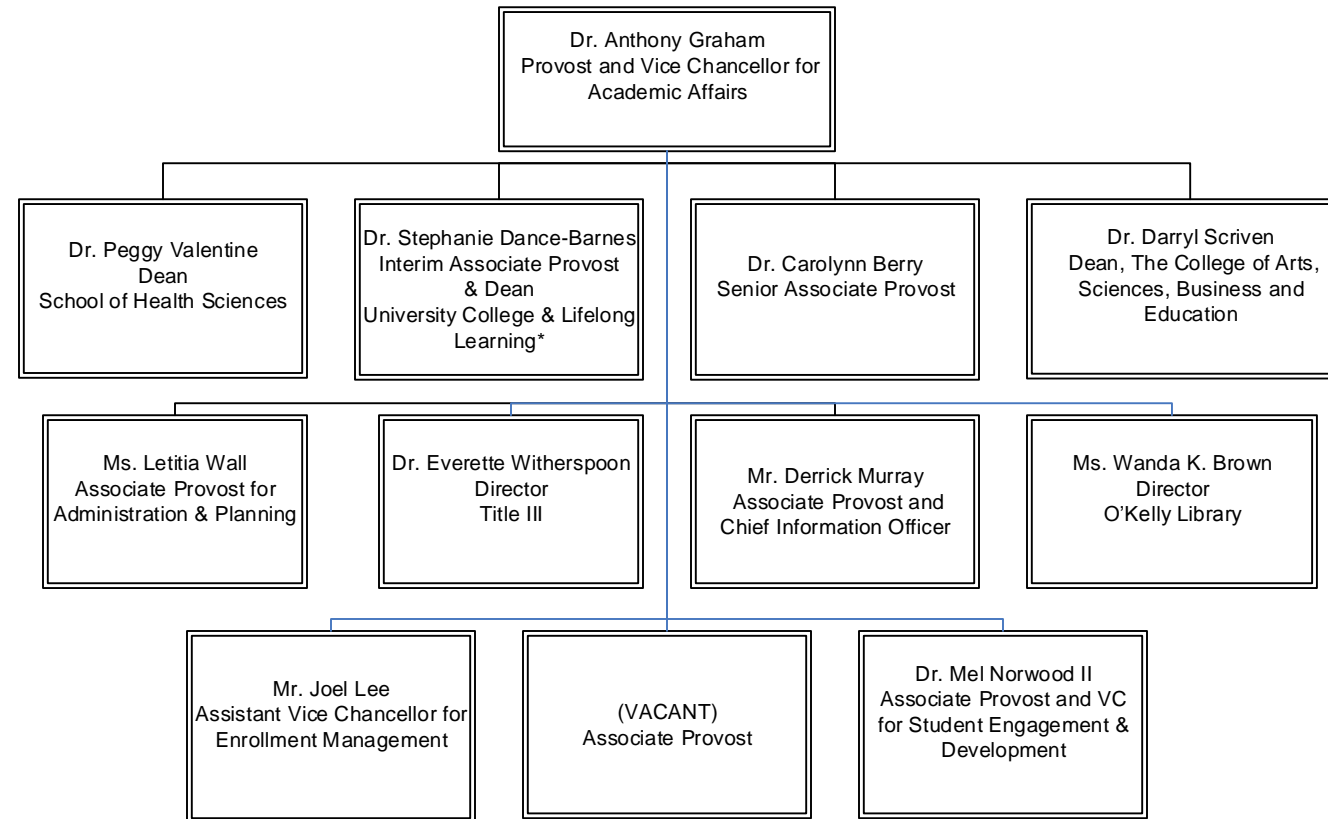 Dr. Anthony Graham
Provost and Vice Chancellor for
Academic Affairs
Dr. Peggy Valentine
Dean
School of Health Sciences
Dr. Stephanie Dance-Barnes
Interim Associate Provost
& Dean
University College & Lifelong
Learning*
Dr. Carolynn Berry
Senior Associate Provost
Dr. Darryl Scriven
Dean, The College of Arts,
Sciences, Business and
Education
Ms. Letitia Wall
Associate Provost for
Administration & Planning
Dr. Everette Witherspoon
Director
Title III
Mr. Derrick Murray
Associate Provost and
Chief Information Officer
Ms. Wanda K. Brown
Director
O’Kelly Library
Mr. Joel Lee
Assistant Vice Chancellor for
Enrollment Management
(VACANT)
Associate Provost
Dr. Mel Norwood II
Associate Provost and VC
for Student Engagement &
Development